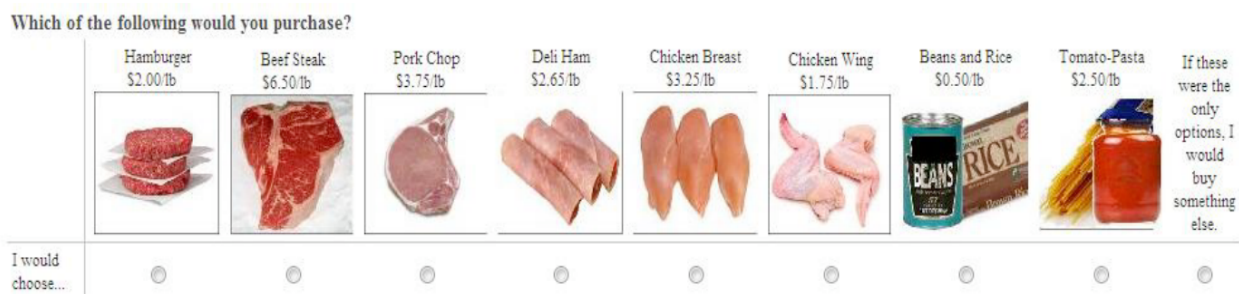 Which of the following would you purchase?
Hamburger
$2.00/lb
Beef Steak
$6.50/lb
Pork Chop
$3.75/lb
Deli Ham
$2.65/lb
Chicken Breast
$3.25/lb
Chicken Wing
$1.75/lb
Beans and Rice
$0.50/lb
Tomato-Pasta
$2.50/lb
If these
were the
only
options, I
would
buy
something
else.
BEANS
57
RICE
I would
choose...